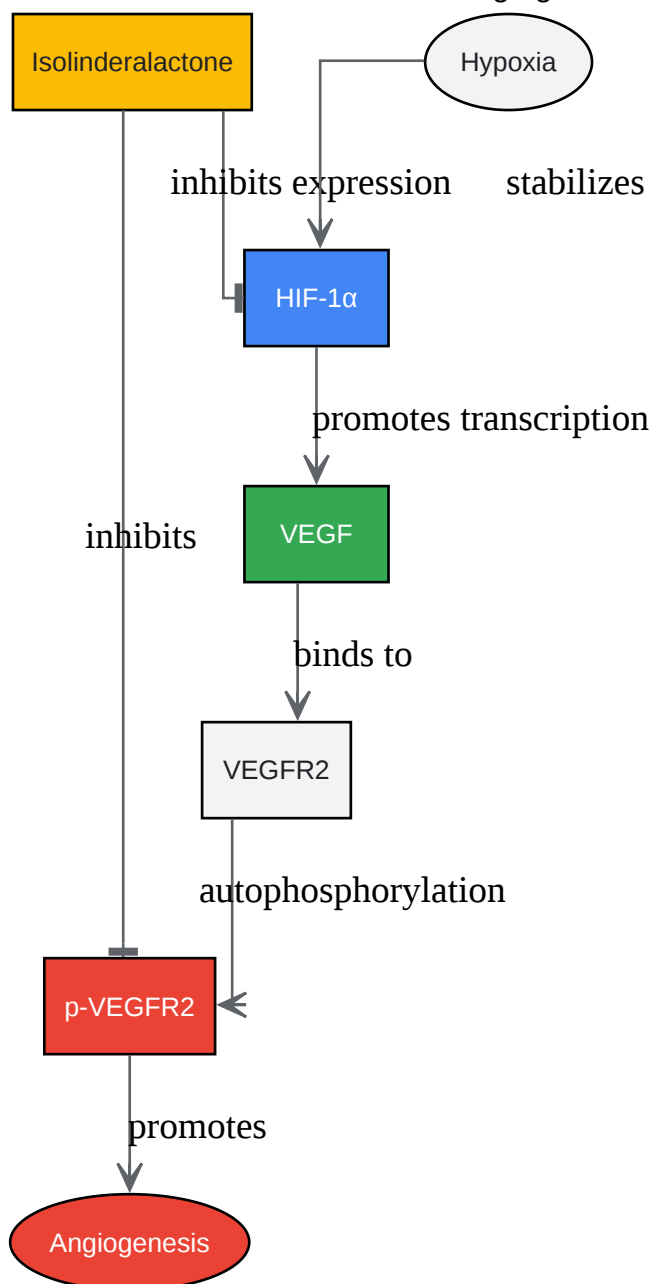 Isolinderalactone
Hypoxia
inhibits expression
stabilizes
HIF-1α
promotes transcription
VEGF
inhibits
binds to
VEGFR2
autophosphorylation
p-VEGFR2
promotes
Angiogenesis